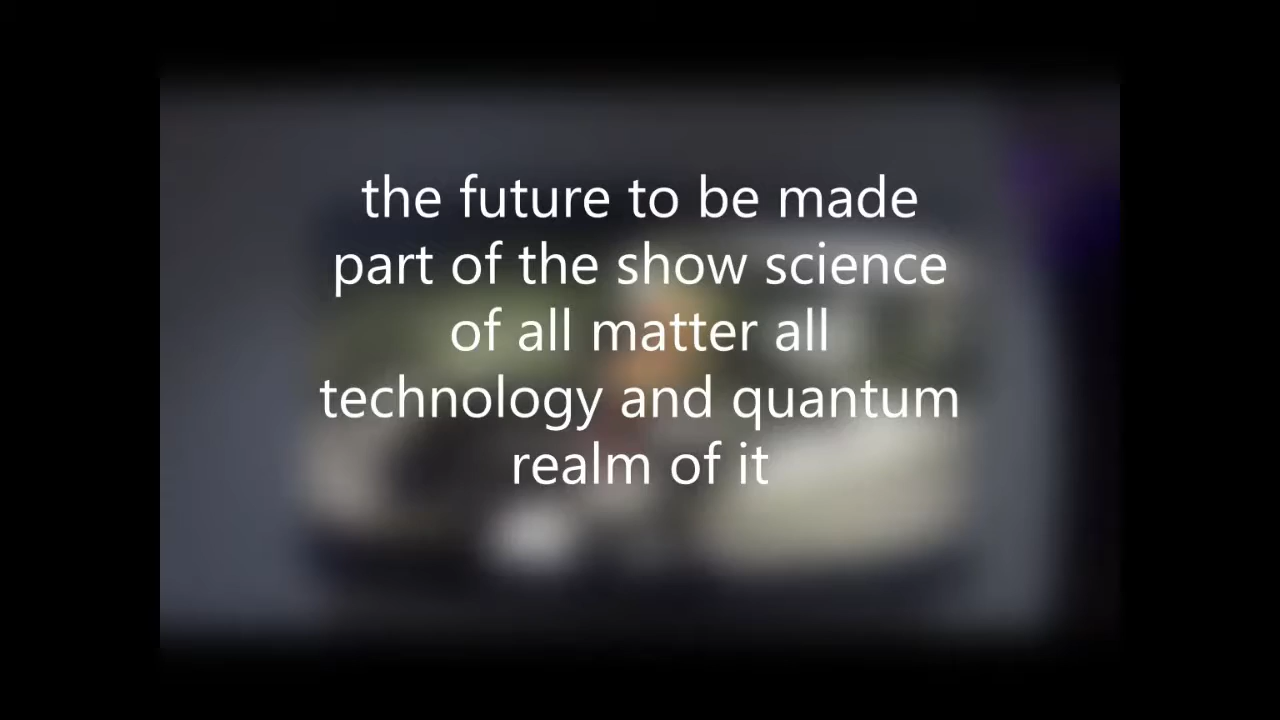 the future to be made
part of the show science
of all matter all
technology and quantum
realm of it